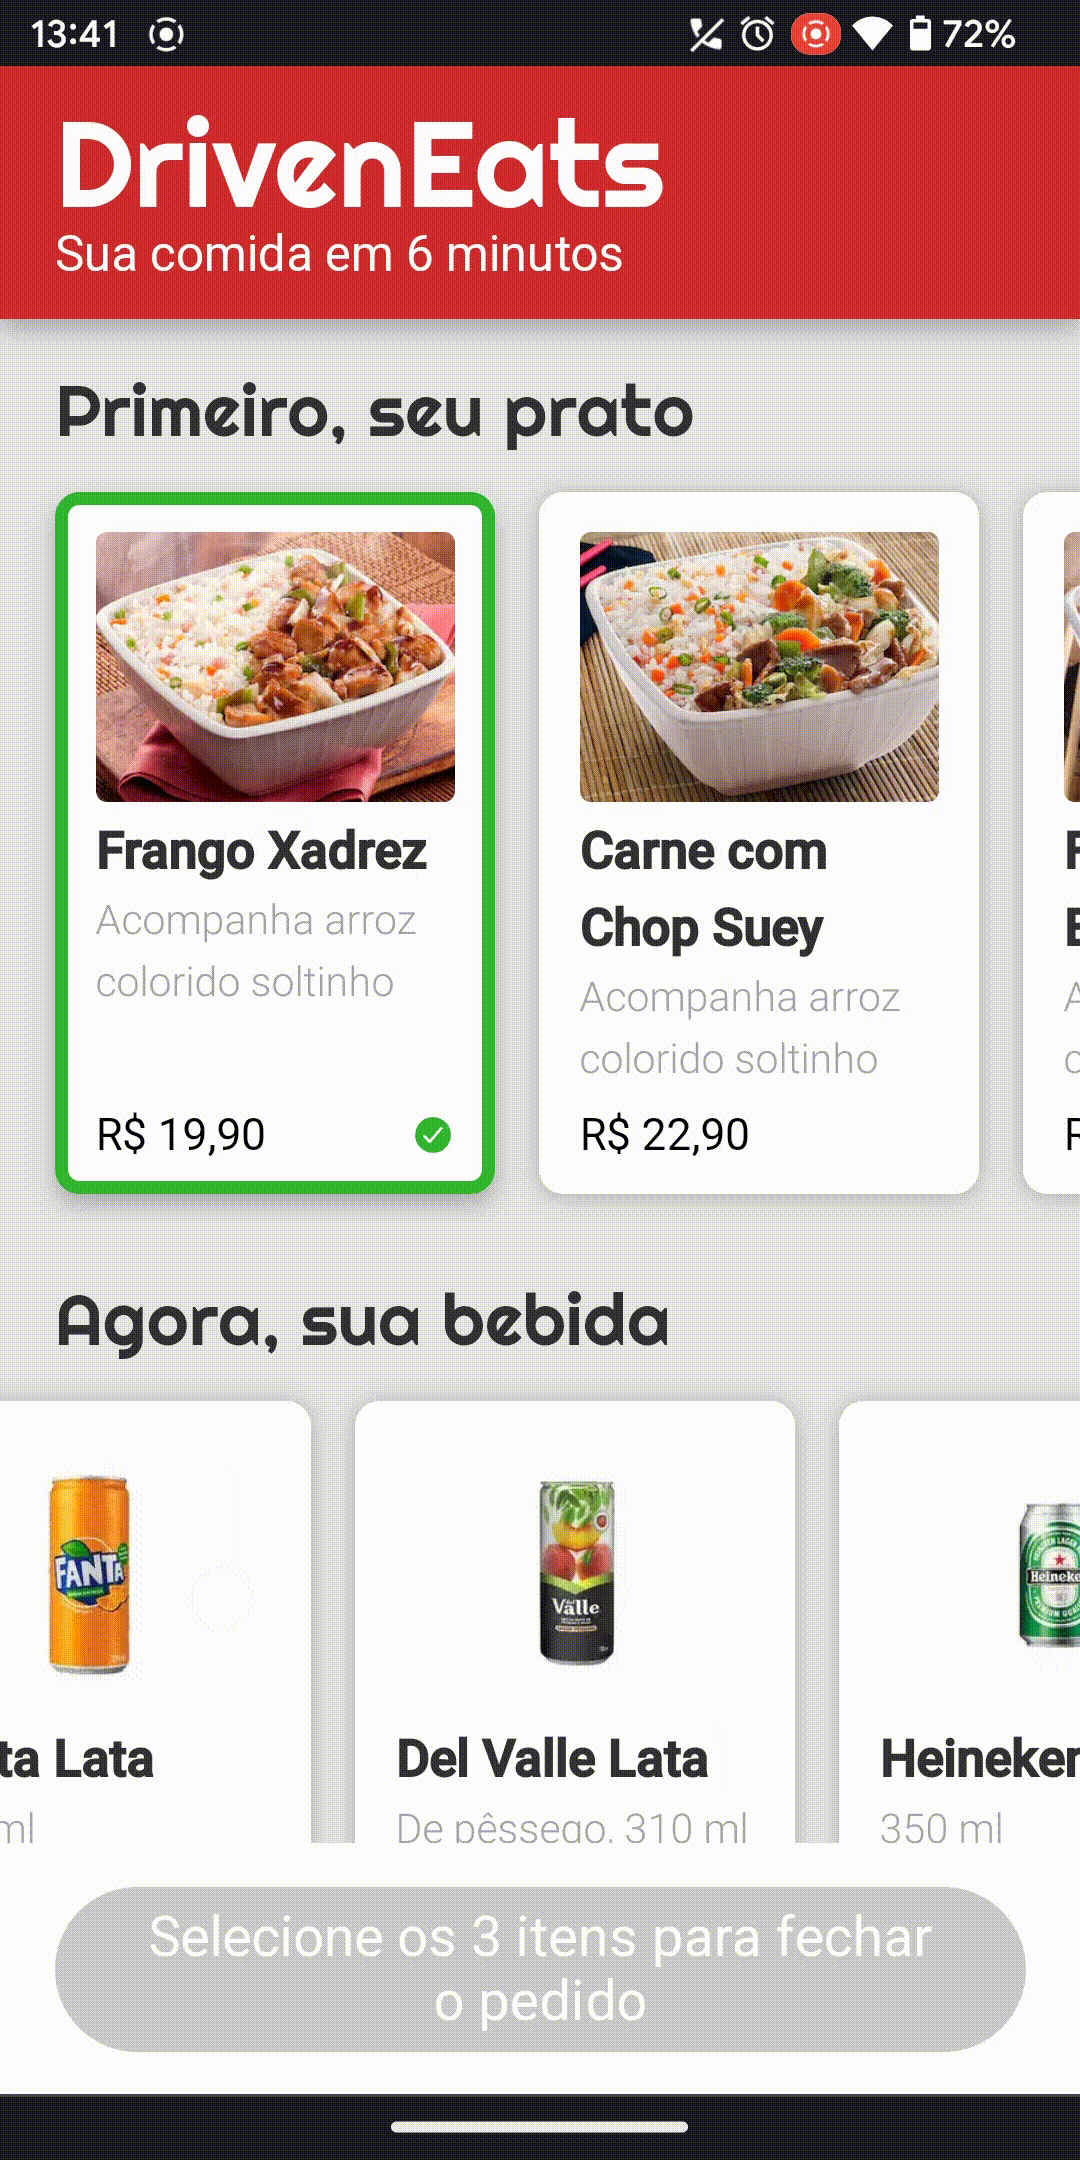 13:41
72%
DrivenEats
Sua comida em 6 minutos
Primeiro, seu prato
Frango Xadrez
Acompanha arroz
colorido soltinho
R$ 19,90
Carne com
Chop Suey
Acompanha arroz
colorido soltinho
R$ 22,90
Agora, sua bebida
FANTA
Valle
Heineke
ta Lata
ml
Del Valle Lata
De pêssego, 310 ml
Heineken
350 ml
Selecione os 3 itens para fechar
o pedido